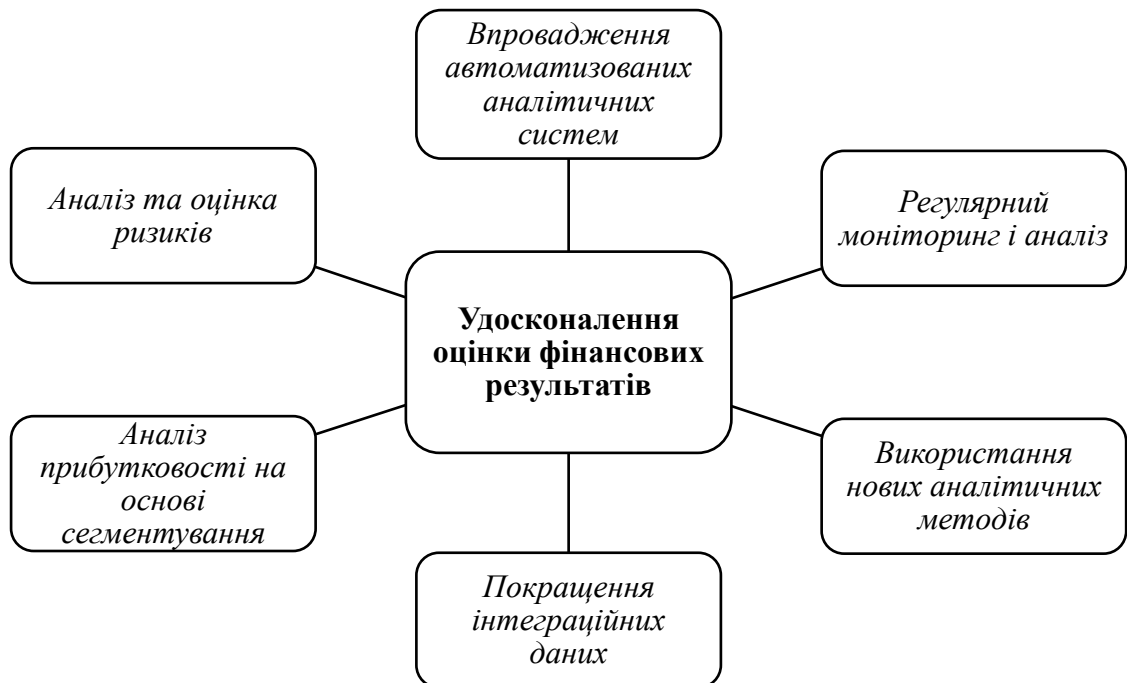 Впровадження
автоматизованих
аналітичних
систем
Аналіз та оцінка
ризиків
Регулярний
моніторинг і аналіз
Удосконалення
оцінки фінансових
результатів
Аналіз
прибутковості на
основі
сегментування
Використання
нових аналітичних
методів
Покращення
інтеграційних
даних